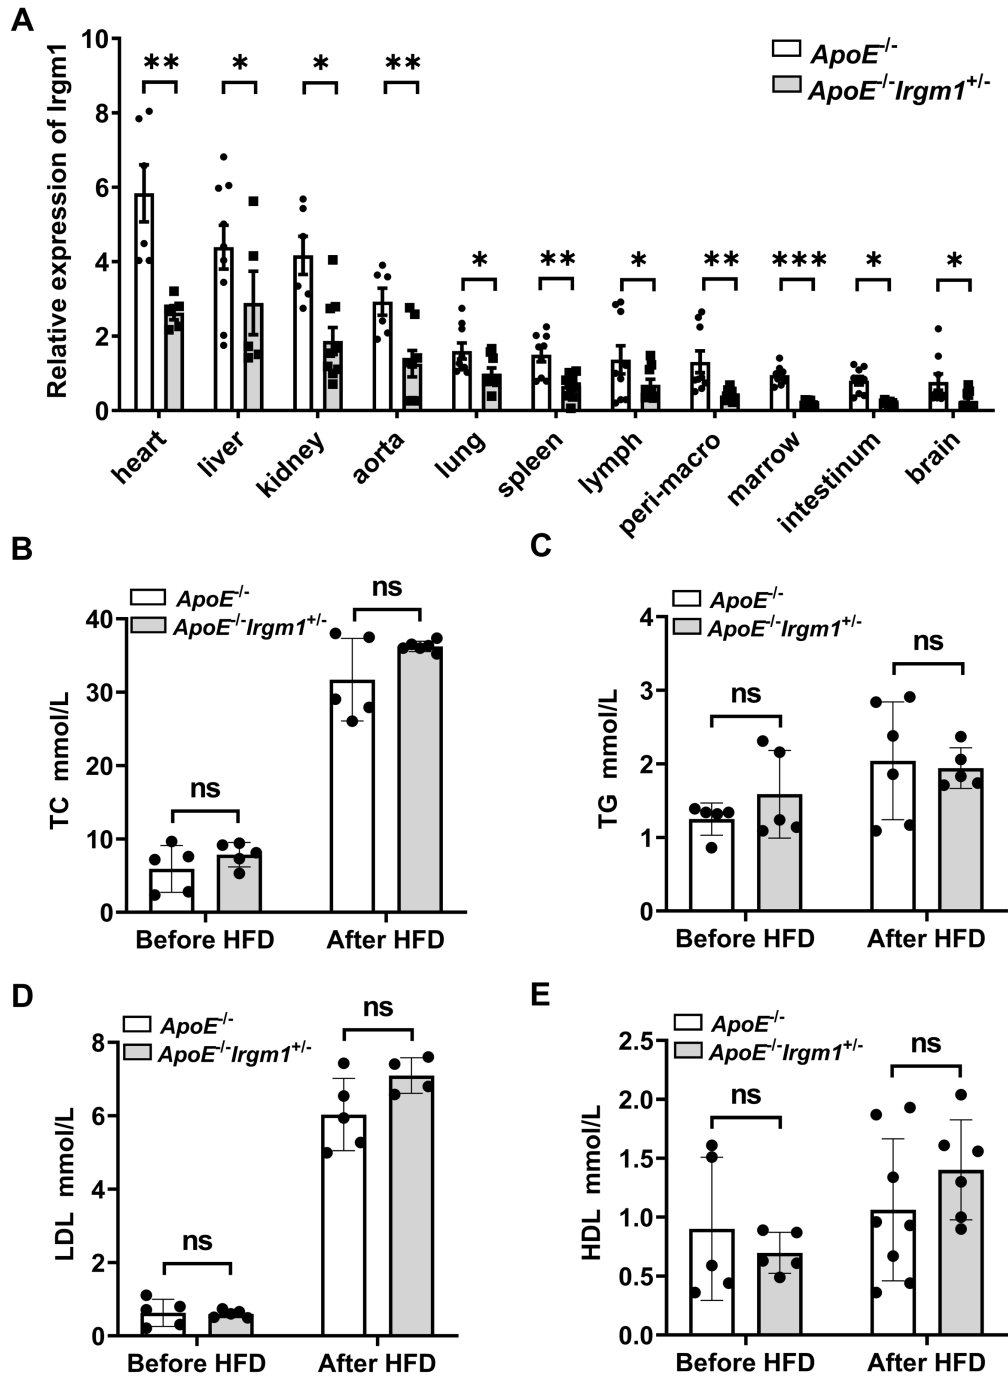 A
Relative expression of Irgm1
10
8
6
4
2
0
** * * ** * ** * ** *** * *
ApoE-/-
ApoE-/-Irgm1+/-
heart liver kidney aorta lung spleen lymph peri-macro marrow intestinum brain
B
TC mmol/L
40
30
20
10
0
ApoE-/-
ApoE-/-Irgm1+/-
ns
ns
Before HFD After HFD
C
TG mmol/L
4
3
2
1
0
ApoE-/-
ApoE-/-Irgm1+/-
ns
ns
Before HFD After HFD
D
LDL mmol/L
8
6
4
2
0
ApoE-/-
ApoE-/-Irgm1+/-
ns
ns
Before HFD After HFD
E
HDL mmol/L
2.5
2.0
1.5
1.0
0.5
0.0
ApoE-/-
ApoE-/-Irgm1+/-
ns
ns
Before HFD After HFD